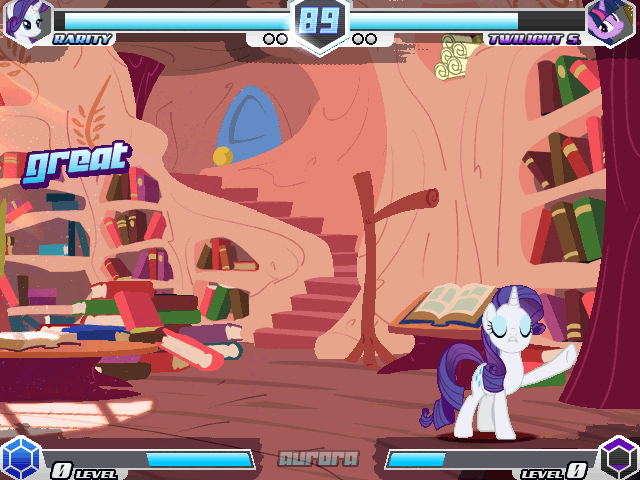 89
RARITY
TWILIGHT S.
great
0 LEVEL
aurora
LEVEL 0